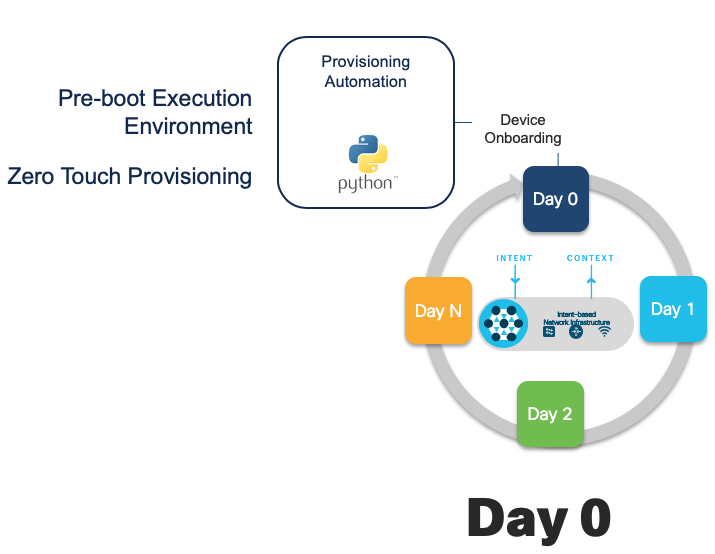 Provisioning
Automation
Pre-boot Execution
Environment
Zero Touch Provisioning
python™
Device
Onboarding
Day 0
INTENT
CONTEXT
Day N
Intent-based
Network Infrastructure
Day 1
Day 2
Day 0